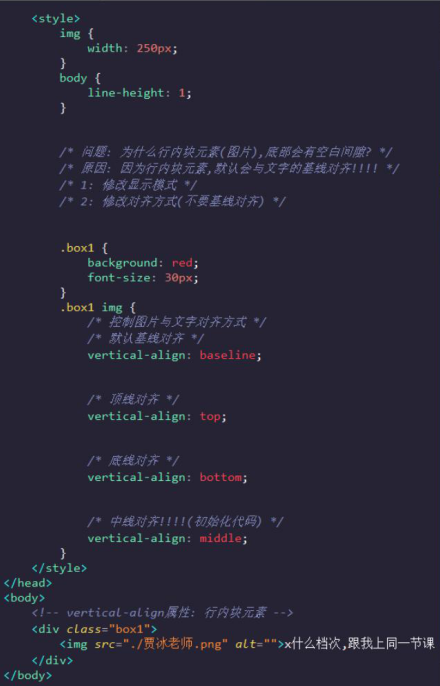 <style>
img {
width: 250px;
}
body {
line-height: 1;
}
/* 问题: 为什么行内块元素(图片),底部会有空白间隙? */
/* 原因: 因为行内块元素,默认会与文字的基线对齐!!!! */
/* 1: 修改显示模式 */
/* 2: 修改对齐方式(不要基线对齐) */
.box1 {
background: red;
font-size: 30px;
}
.box1 img {
/* 控制图片与文字对齐方式 */
/* 默认基线对齐 */
vertical-align: baseline;
/* 顶线对齐 */
vertical-align: top;
/* 底线对齐 */
vertical-align: bottom;
/* 中线对齐!!!!(初始化代码) */
vertical-align: middle;
}
</style>
</head>
<body>
<!-- vertical-align属性: 行内块元素 -->
<div class="box1">
<img src="./贾冰老师.png" alt="">x什么档次,跟我上同一节课
</div>
</body>